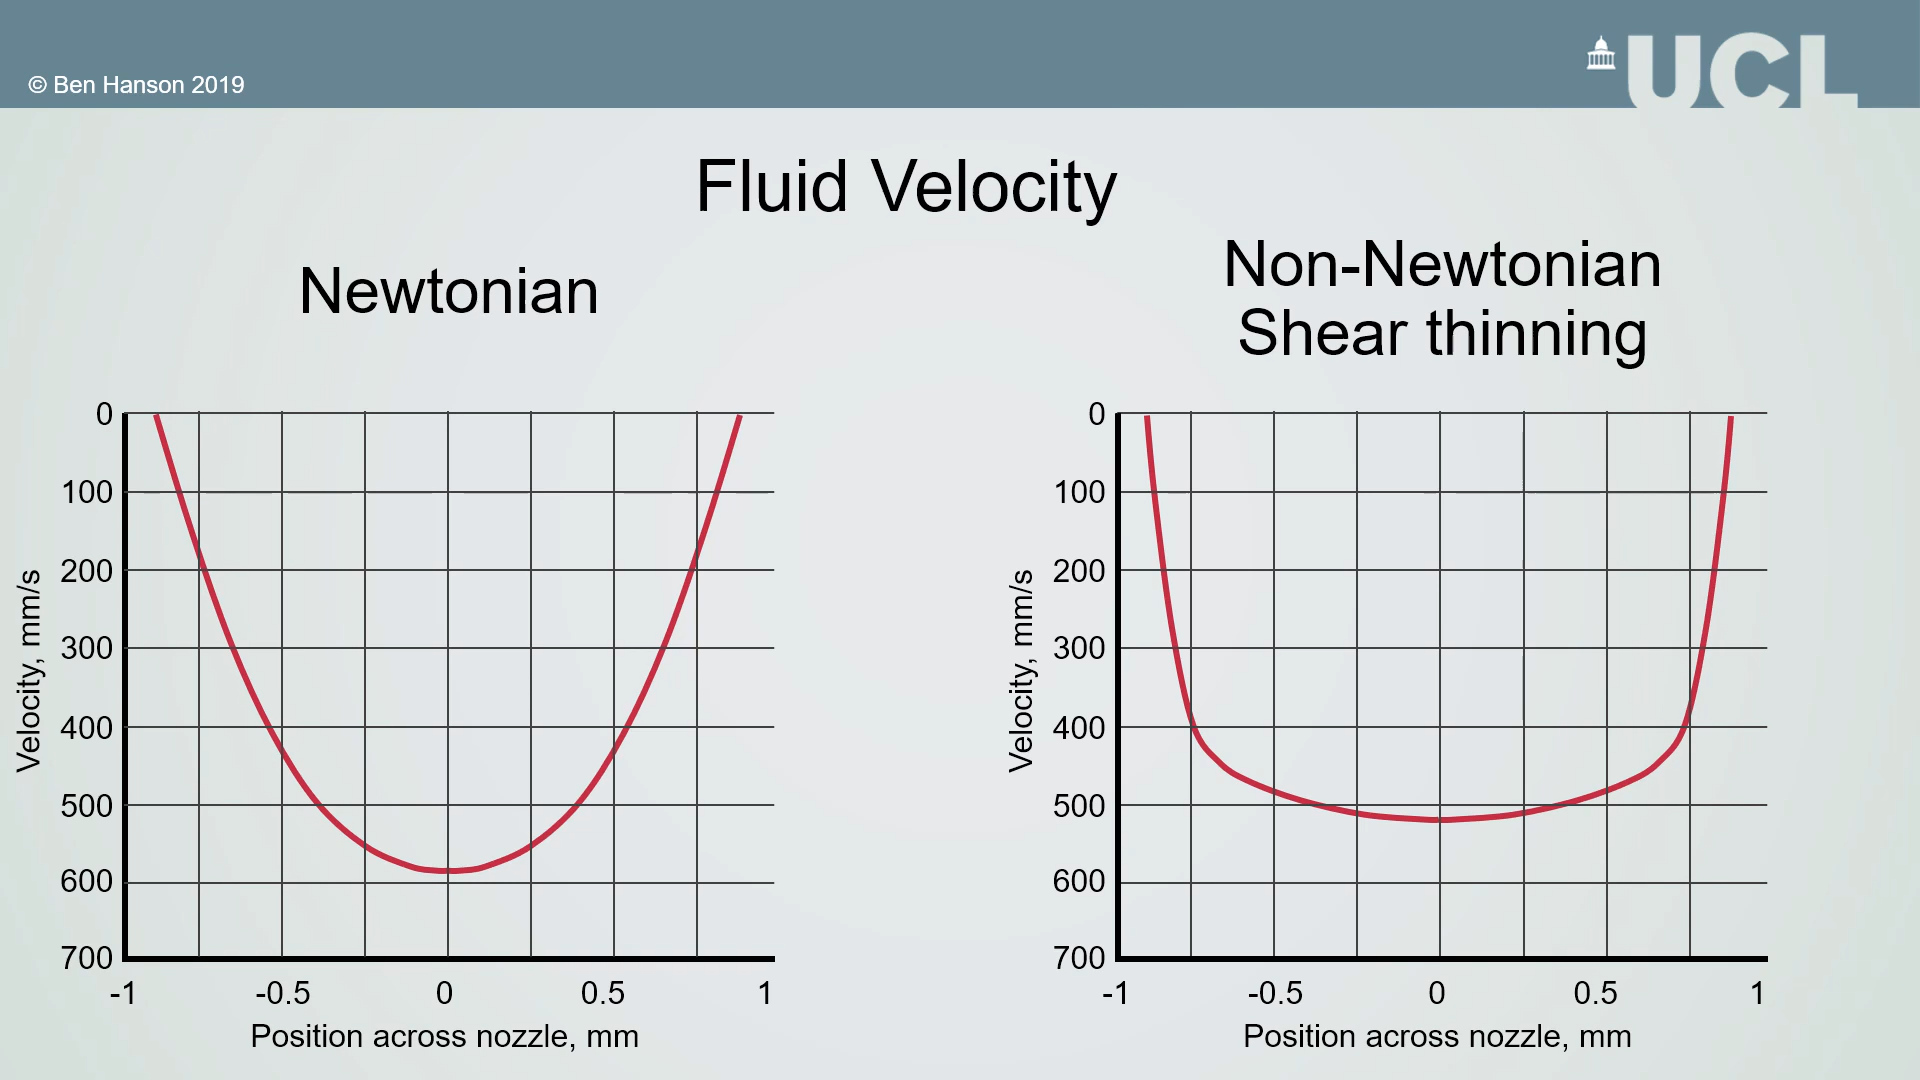 © Ben Hanson 2019
UCL
Fluid Velocity
Newtonian
0
100
200
300
400
500
600
700
Velocity, mm/s
-1 -0.5 0 0.5 1
Position across nozzle, mm
Non-Newtonian
Shear thinning
0
100
200
300
400
500
600
700
Velocity, mm/s
-1 -0.5 0 0.5 1
Position across nozzle, mm